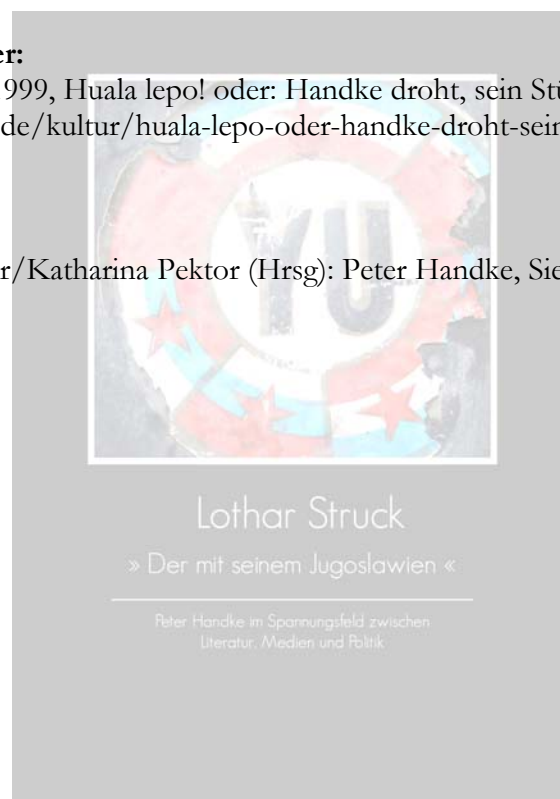 er:
999, Huala lepo! oder: Handke droht, sein Stü
de/kultur/huala-lepo-oder-handke-droht-sein
r/Katharina Pektor (Hrsg): Peter Handke, Sie
YU
Lothar Struck
» Der mit seinem Jugoslawien «
Peter Handke im Spannungsfeld zwischen
Literatur, Medien und Politik